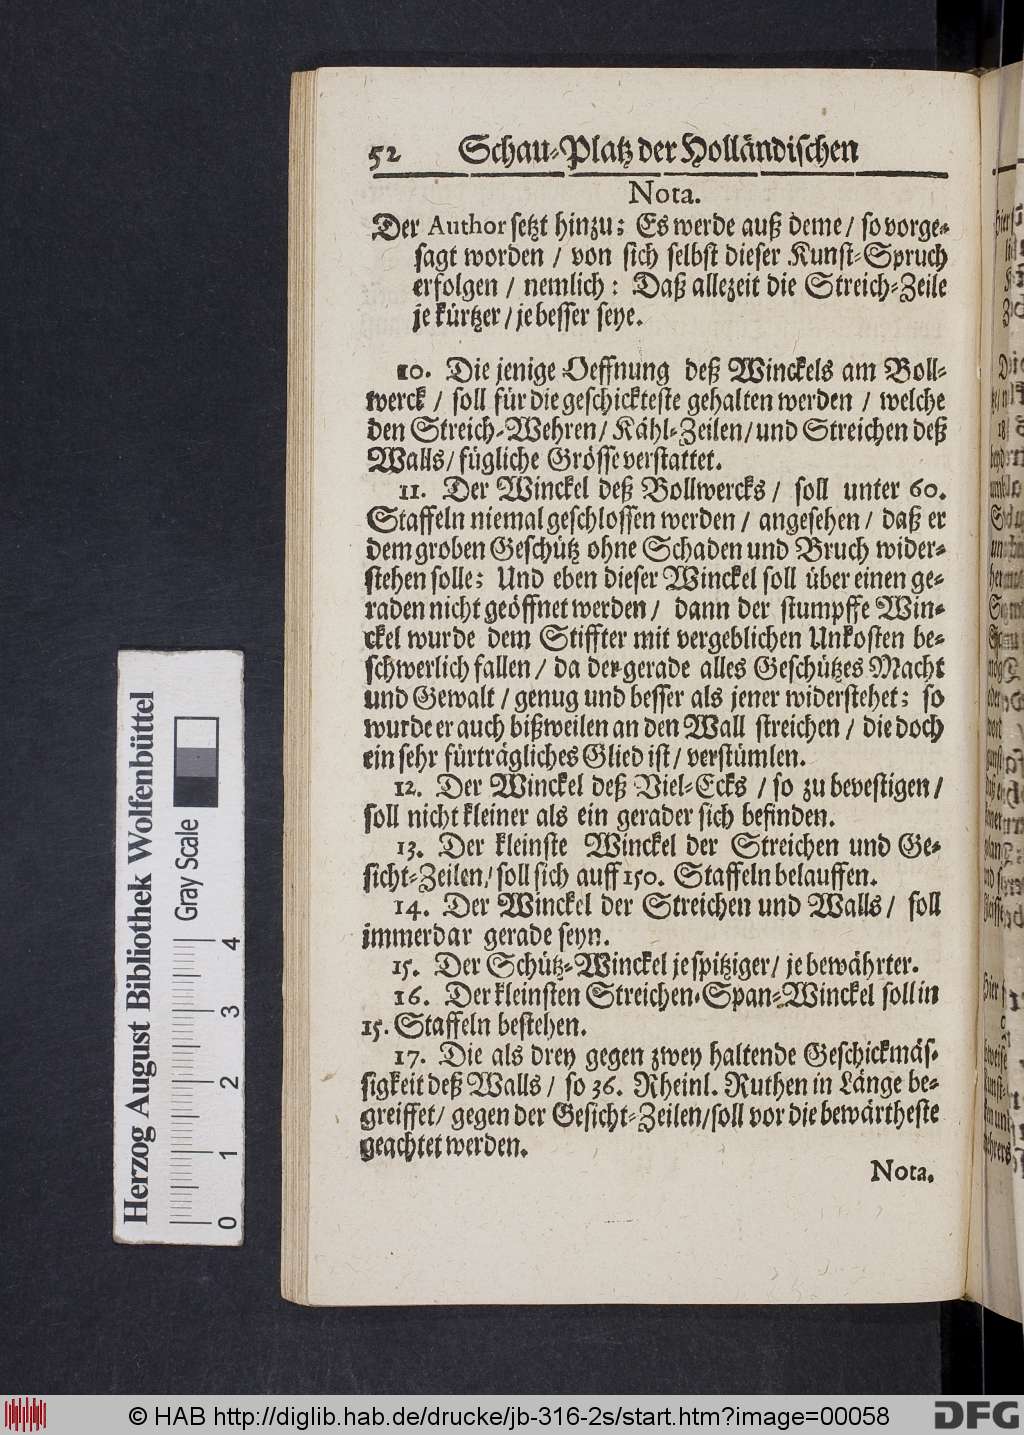 52 Schau-Platz der Holländischen
Nota.
Der Author setzt hinzu; Es werde auß deme / so vorge-
sagt worden / von sich selbst dieser Kunst-Spruch
erfolgen / nemlich: Daß allezeit die Streich-Zeile
je kürtzer / je besser seye.
10. Die jenige Oeffnung deß Winckels am Boll-
werck / soll für die geschickteste gehalten werden / welche
den Streich-Wehren / Kähl-Zeilen / und Streichen deß
Walls / fügliche Grösse verstattet.
11. Der Winckel deß Bollwercks / soll unter 60.
Staffeln niemal geschlossen werden / angesehen / daß er
dem groben Geschütz ohne Schaden und Bruch wider-
stehen solle; Und eben dieser Winckel soll über einen ge-
raden nicht geöffnet werden / dann der stumpffe Win-
ckel wurde dem Stiffter mit vergeblichen Unkosten be-
schwerlich fallen / da der gerade alles Geschützes Macht
und Gewalt / genug und besser als jener widerstehet; so
wurde er auch bißweilen an den Wall streichen / die doch
ein sehr fürträgliches Glied ist / verstümlen.
12. Der Winckel deß Viel-Ecks / so zu bevestigen /
soll nicht kleiner als ein gerader sich befinden.
13. Der kleinste Winckel der Streichen und Ge-
sicht-Zeilen / soll sich auff 150. Staffeln belauffen.
14. Der Winckel der Streichen und Walls / soll
immerdar gerade seyn.
15. Der Schütz-Winckel je spitziger / je bewährter.
16. Der kleinsten Streichen-Span-Winckel soll in
15. Staffeln bestehen.
17. Die als drey gegen zwey haltende Geschickmäs-
sigkeit deß Walls / so 36. Rheinl. Ruthen in Länge be-
greiffet / gegen der Gesicht-Zeilen / soll vor die bewärtheste
geachtet werden.
Nota.
Herzog August Bibliothek Wolfenbüttel
Gray Scale
0 1 2 3 4
© HAB http://diglib.hab.de/drucke/jb-316-2s/start.htm?image=00058
DFG